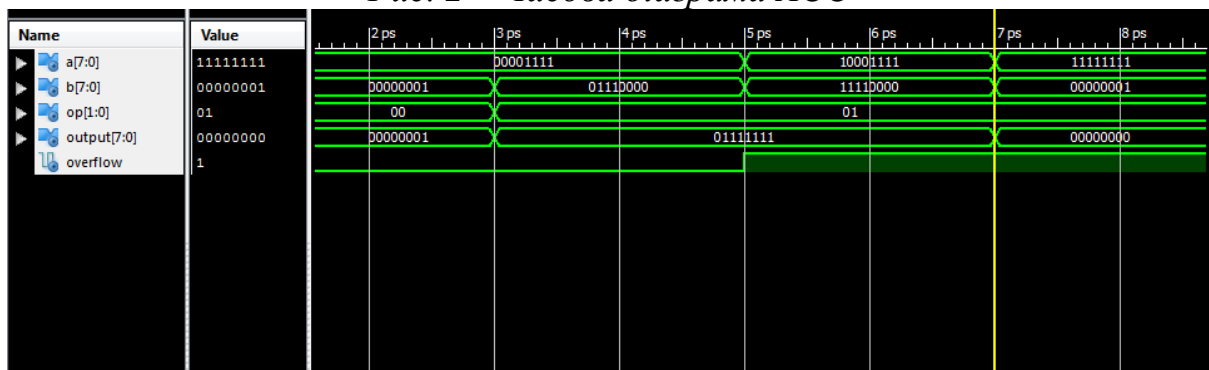 Name Value 2 ps 3 ps 4 ps 5 ps 6 ps 7 ps 8 ps
a[7:0] 11111111 00001111 10001111 11111111
b[7:0] 00000001 00000001 01110000 11110000 00000001
op[1:0] 01 00 01
output[7:0] 00000000 00000001 01111111 00000000
overflow 1